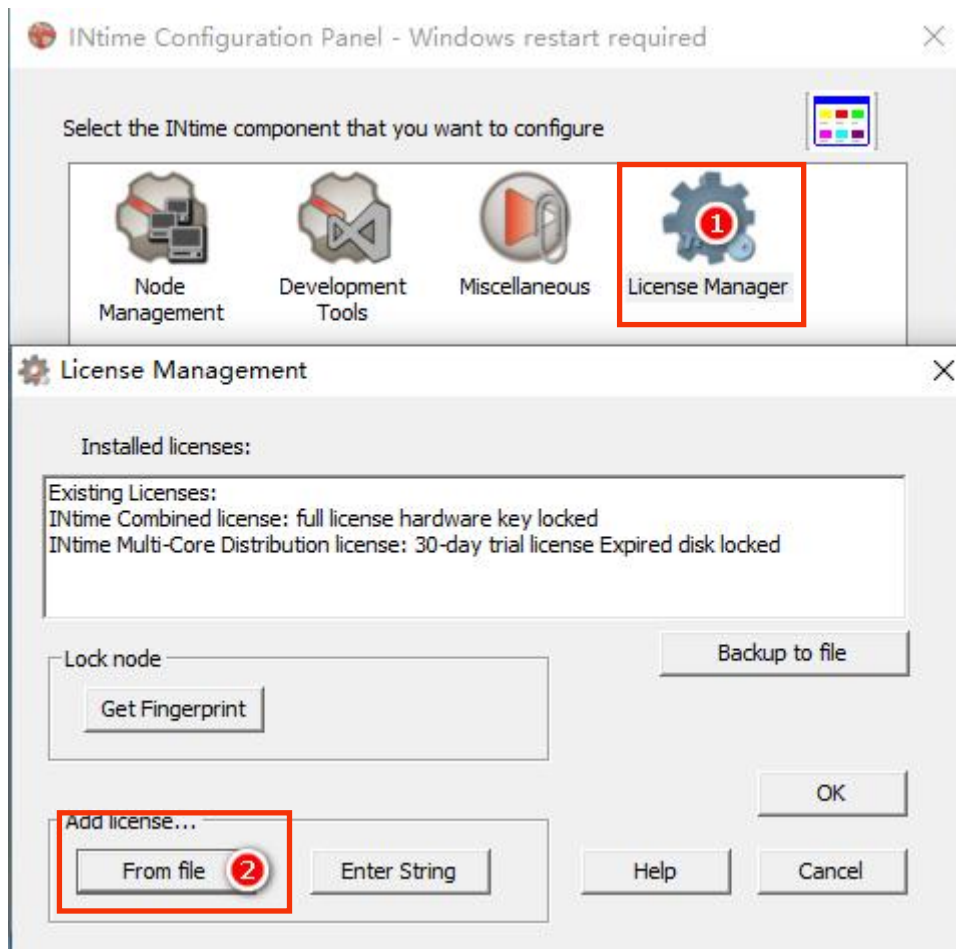 INtime Configuration Panel - Windows restart required
Select the INtime component that you want to configure
1
Node
Management
Development
Tools
Miscellaneous
License Manager
License Management
Installed licenses:
Existing Licenses:
INtime Combined license: full license hardware key locked
INtime Multi-Core Distribution license: 30-day trial license Expired disk locked
Backup to file
Lock node
Get Fingerprint
OK
Add license...
From file
2
Enter String
Help
Cancel